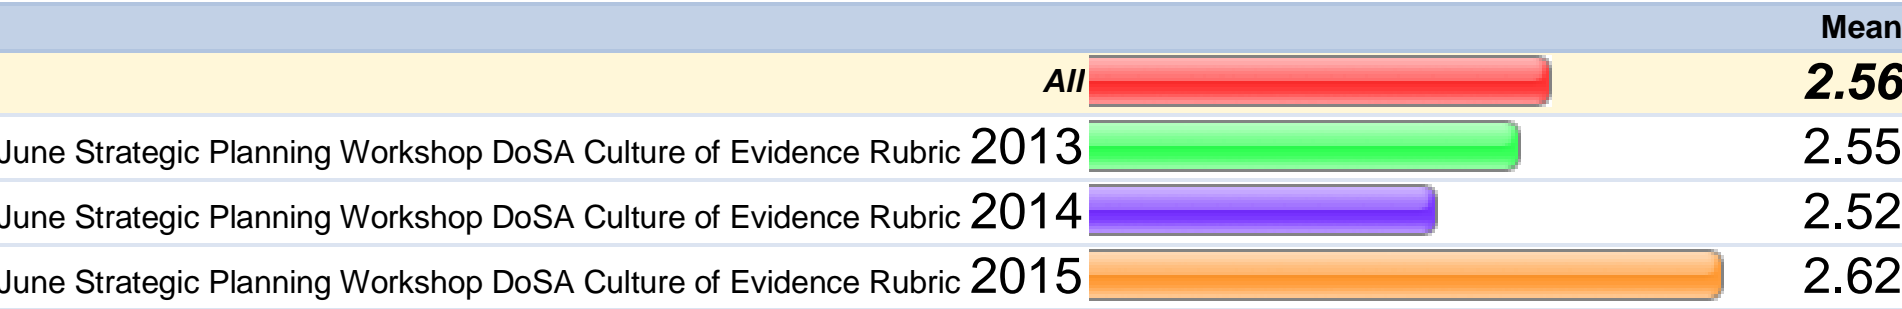 Mean
All 2.56
June Strategic Planning Workshop DoSA Culture of Evidence Rubric 2013 2.55
June Strategic Planning Workshop DoSA Culture of Evidence Rubric 2014 2.52
June Strategic Planning Workshop DoSA Culture of Evidence Rubric 2015 2.62